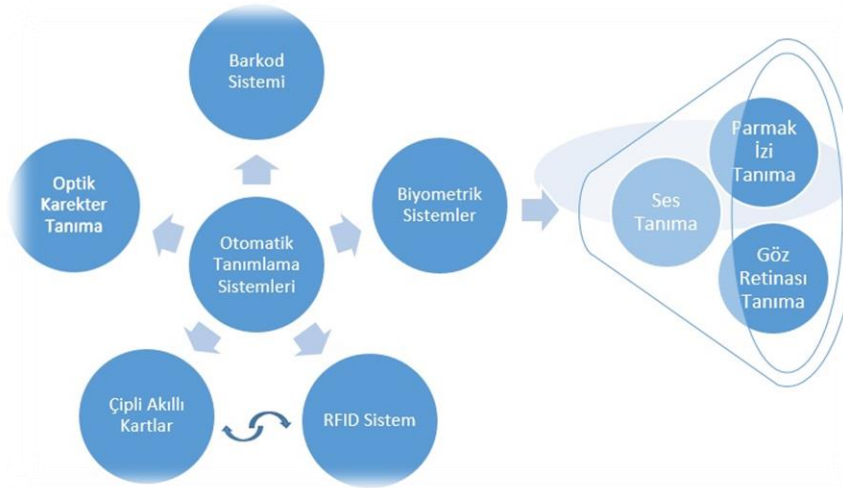 Barkod
Sistemi
Optik
Karekter
Tanıma
Otomatik
Tanımlama
Sistemleri
Biyometrik
Sistemler
Parmak
İzi
Tanıma
Ses
Tanıma
Göz
Retinası
Tanıma
Çipli Akıllı
Kartlar
RFID Sistem